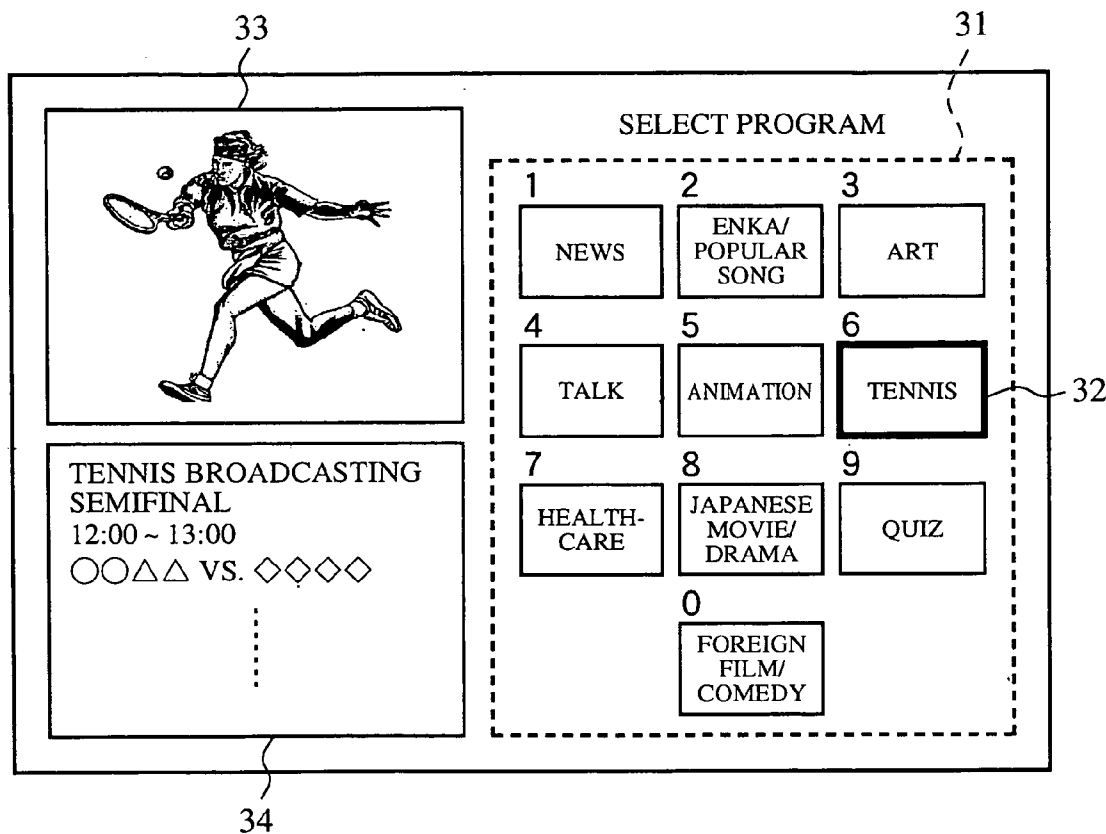 33
31
SELECT PROGRAM
1
2
3
NEWS
ENKA/
POPULAR
SONG
ART
4
5
6
TALK
ANIMATION
TENNIS
32
TENNIS BROADCASTING
SEMIFINAL
12:00 ~ 13:00
○○△△ VS. ◇◇◇◇
7
8
9
HEALTH-
CARE
JAPANESE
MOVIE/
DRAMA
QUIZ
0
FOREIGN
FILM/
COMEDY
34